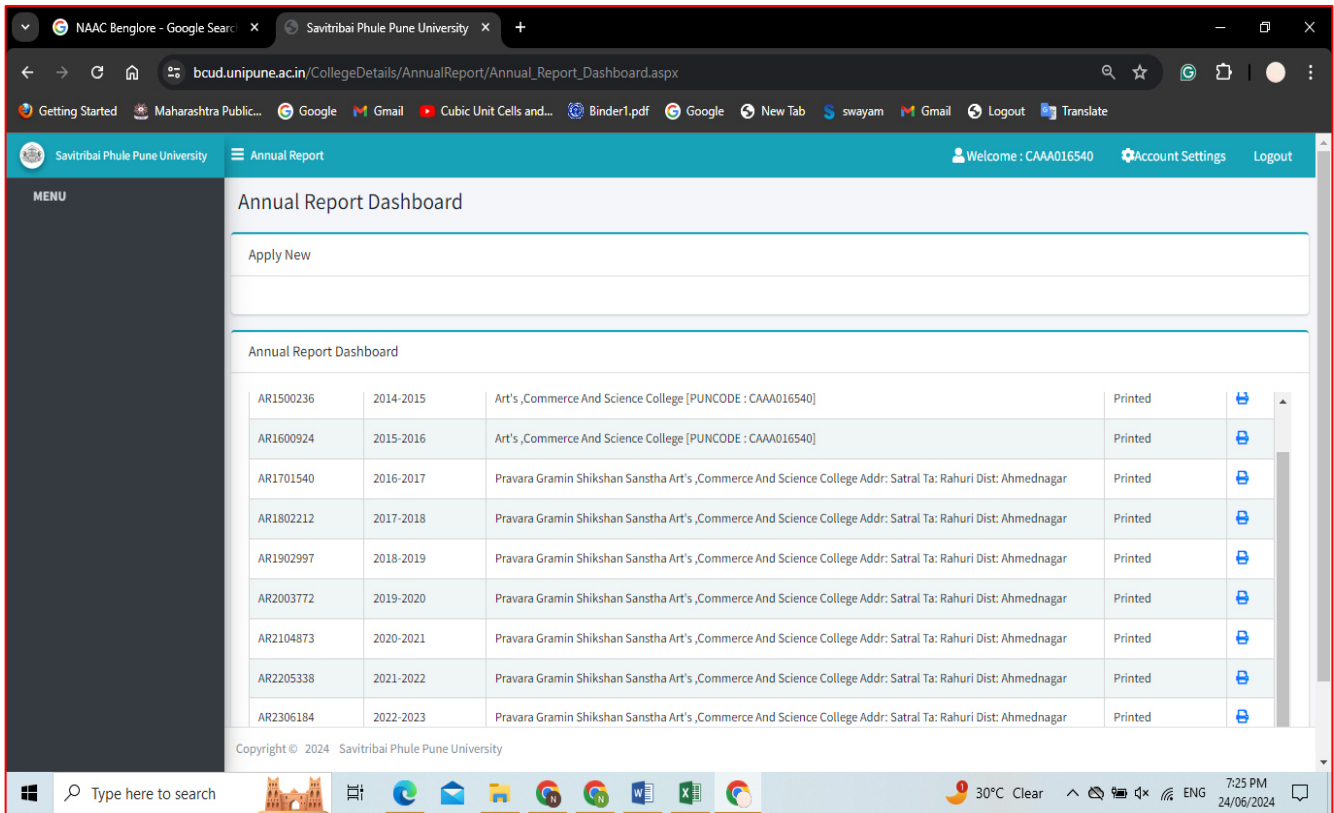 NAAC Benglore - Google Searc
Savitribai Phule Pune University
bcud.unipune.ac.in/CollegeDetails/AnnualReport/Annual_Report_Dashboard.aspx
Getting Started Maharashtra Public... Google Gmail Cubic Unit Cells and... Binder1.pdf Google New Tab swayam Gmail Logout Translate
Savitribai Phule Pune University Annual Report Welcome : CAAA016540 Account Settings Logout
MENU
Annual Report Dashboard
Apply New
Annual Report Dashboard
AR1500236 2014-2015 Art's ,Commerce And Science College [PUNCODE : CAAA016540] Printed
AR1600924 2015-2016 Art's ,Commerce And Science College [PUNCODE : CAAA016540] Printed
AR1701540 2016-2017 Pravara Gramin Shikshan Sanstha Art's ,Commerce And Science College Addr: Satral Ta: Rahuri Dist: Ahmednagar Printed
AR1802212 2017-2018 Pravara Gramin Shikshan Sanstha Art's ,Commerce And Science College Addr: Satral Ta: Rahuri Dist: Ahmednagar Printed
AR1902997 2018-2019 Pravara Gramin Shikshan Sanstha Art's ,Commerce And Science College Addr: Satral Ta: Rahuri Dist: Ahmednagar Printed
AR2003772 2019-2020 Pravara Gramin Shikshan Sanstha Art's ,Commerce And Science College Addr: Satral Ta: Rahuri Dist: Ahmednagar Printed
AR2104873 2020-2021 Pravara Gramin Shikshan Sanstha Art's ,Commerce And Science College Addr: Satral Ta: Rahuri Dist: Ahmednagar Printed
AR2205338 2021-2022 Pravara Gramin Shikshan Sanstha Art's ,Commerce And Science College Addr: Satral Ta: Rahuri Dist: Ahmednagar Printed
AR2306184 2022-2023 Pravara Gramin Shikshan Sanstha Art's ,Commerce And Science College Addr: Satral Ta: Rahuri Dist: Ahmednagar Printed
Copyright © 2024 Savitribai Phule Pune University
Type here to search 30°C Clear ENG 7:25 PM
24/06/2024